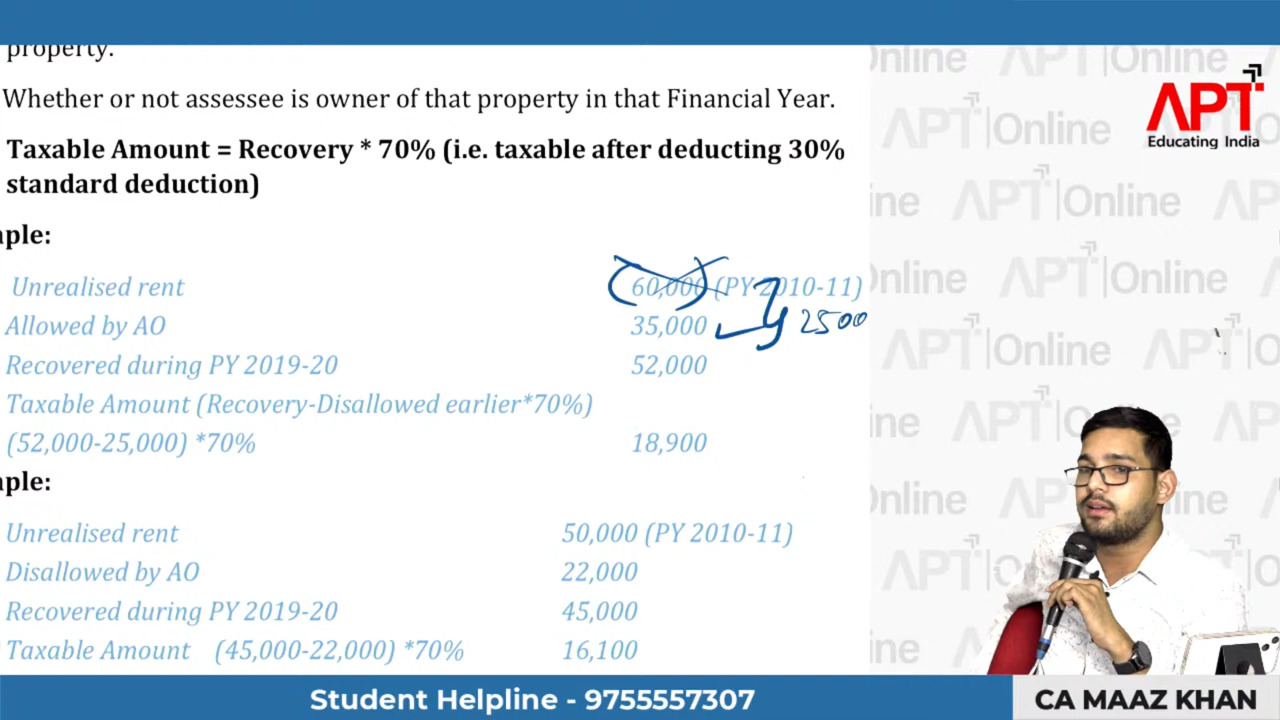 property.
Whether or not assessee is owner of that property in that Financial Year.
Taxable Amount = Recovery * 70% (i.e. taxable after deducting 30%
standard deduction)
mple:
Unrealised rent 60,000 (PY 2010-11)
Allowed by AO 35,000 2500
Recovered during PY 2019-20 52,000
Taxable Amount (Recovery-Disallowed earlier*70%)
(52,000-25,000) *70% 18,900
mple:
Unrealised rent 50,000 (PY 2010-11)
Disallowed by AO 22,000
Recovered during PY 2019-20 45,000
Taxable Amount (45,000-22,000) *70% 16,100
APT
Educating India
APT|Online
Student Helpline - 9755557307
CA MAAZ KHAN